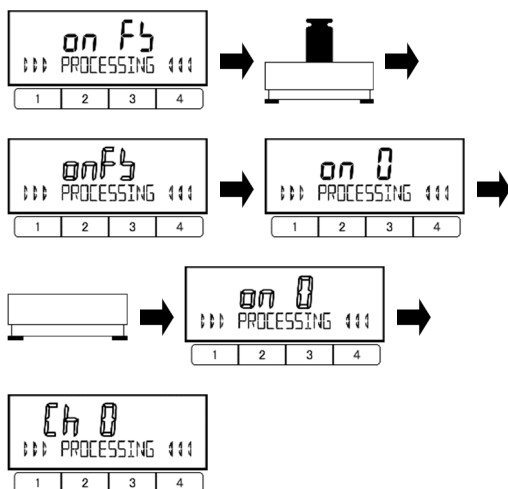 on FS
PROCESSING
1 2 3 4
onFS
PROCESSING
1 2 3 4
on 0
PROCESSING
1 2 3 4
on 0
PROCESSING
1 2 3 4
Ch 0
PROCESSING
1 2 3 4